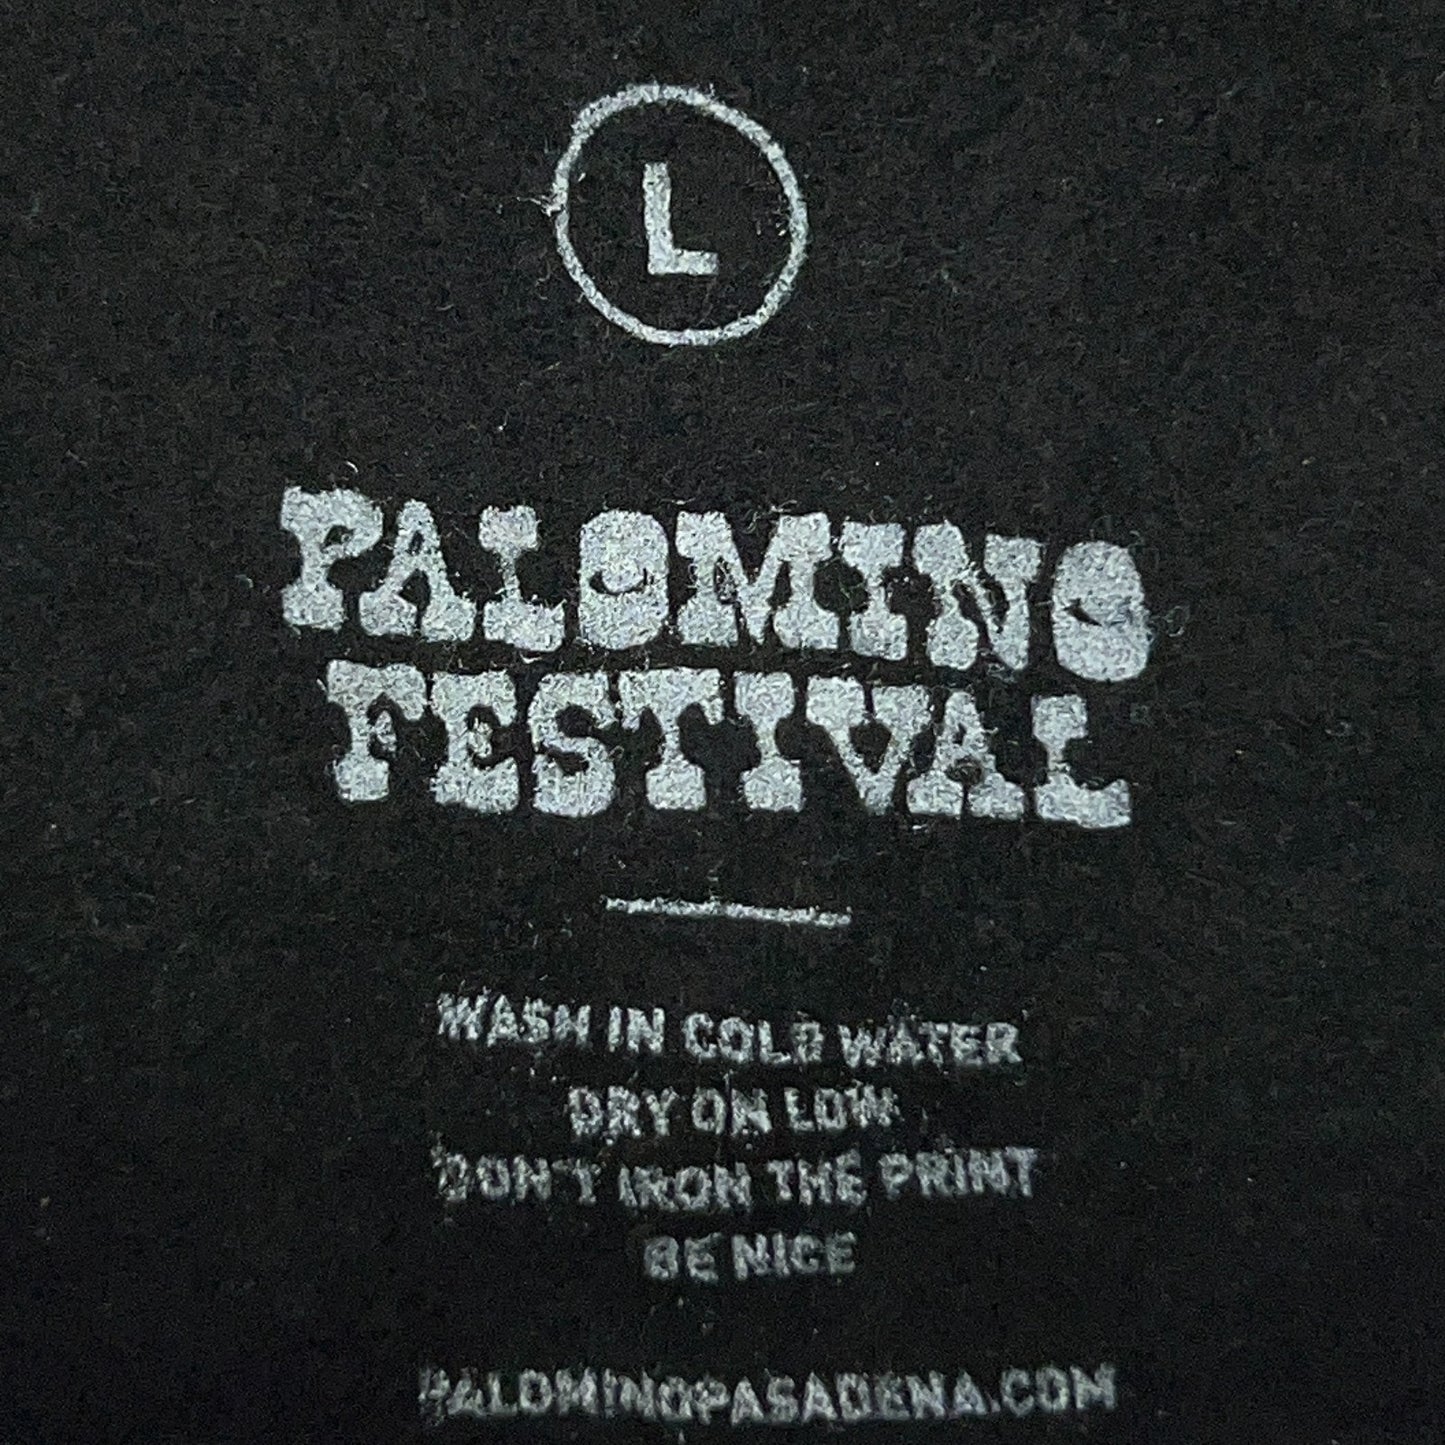 L
PALOMINO
FESTIVAL
WASH IN COLD WATER
DRY ON LOW
DON'T IRON THE PRINT
BE NICE
PALOMINOPASADENA.COM